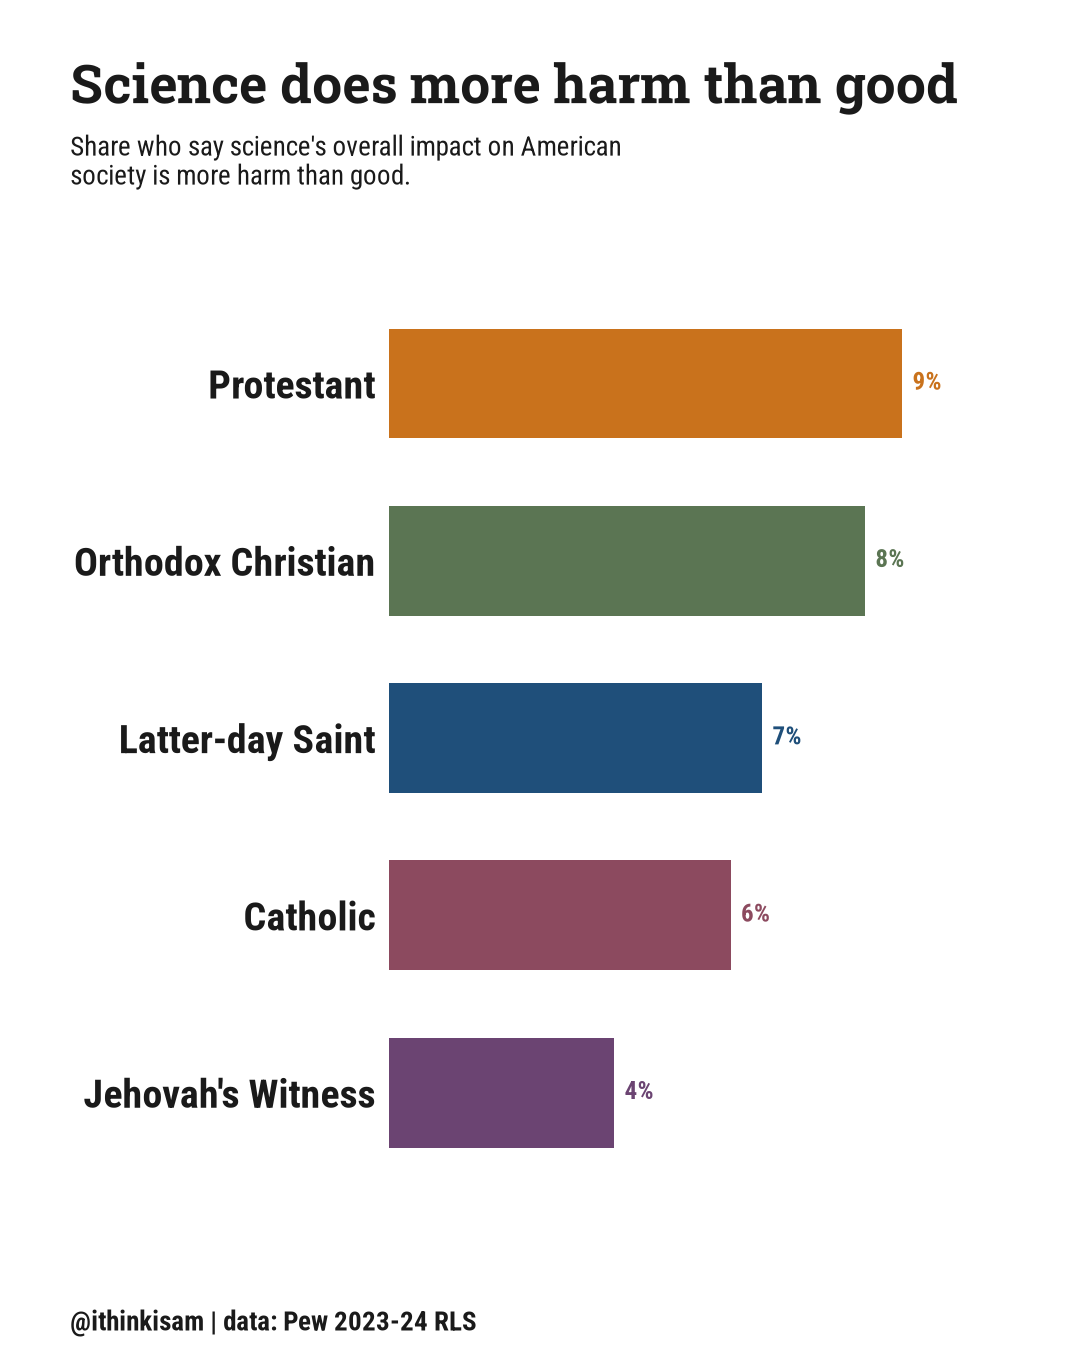 Science does more harm than good
Share who say science's overall impact on American
society is more harm than good.
Protestant
9%
Orthodox Christian
8%
Latter-day Saint
7%
Catholic
6%
Jehovah's Witness
4%
@ithinkisam | data: Pew 2023-24 RLS